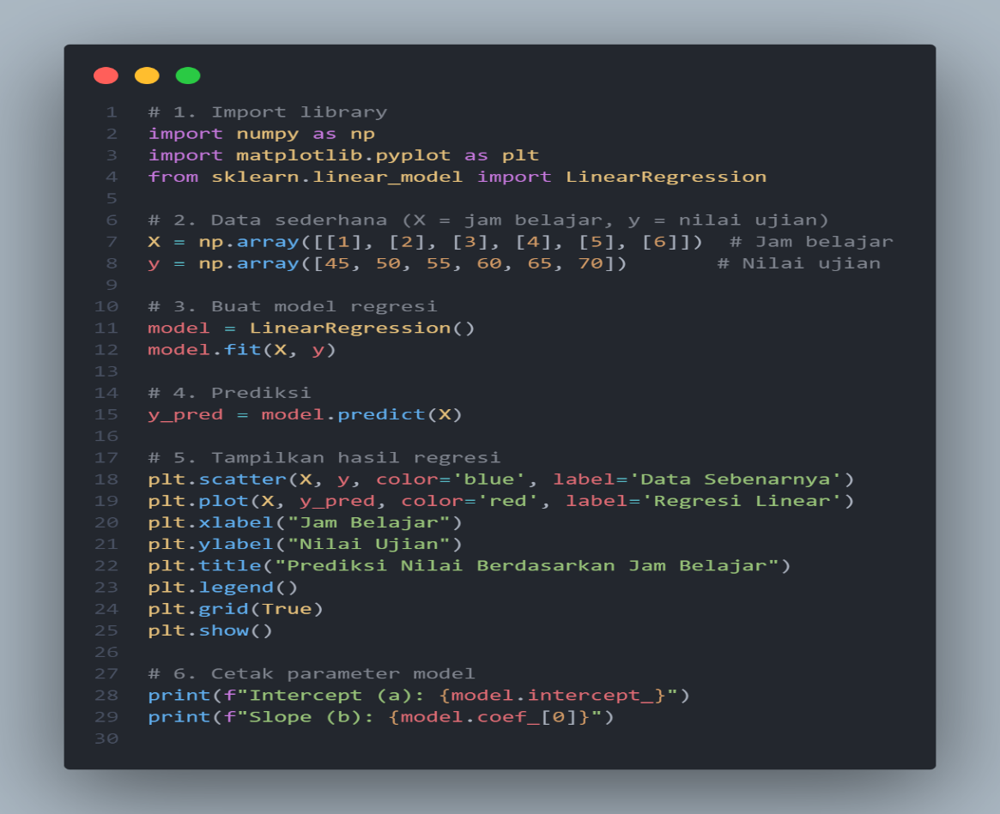 1 # 1. Import library
2 import numpy as np
3 import matplotlib.pyplot as plt
4 from sklearn.linear_model import LinearRegression
5
6 # 2. Data sederhana (X = jam belajar, y = nilai ujian)
7 X = np.array([[1], [2], [3], [4], [5], [6]])  # Jam belajar
8 y = np.array([45, 50, 55, 60, 65, 70])       # Nilai ujian
9
10 # 3. Buat model regresi
11 model = LinearRegression()
12 model.fit(X, y)
13
14 # 4. Prediksi
15 y_pred = model.predict(X)
16
17 # 5. Tampilkan hasil regresi
18 plt.scatter(X, y, color='blue', label='Data Sebenarnya')
19 plt.plot(X, y_pred, color='red', label='Regresi Linear')
20 plt.xlabel("Jam Belajar")
21 plt.ylabel("Nilai Ujian")
22 plt.title("Prediksi Nilai Berdasarkan Jam Belajar")
23 plt.legend()
24 plt.grid(True)
25 plt.show()
26
27 # 6. Cetak parameter model
28 print(f"Intercept (a): {model.intercept_}")
29 print(f"Slope (b): {model.coef_[0]}")
30